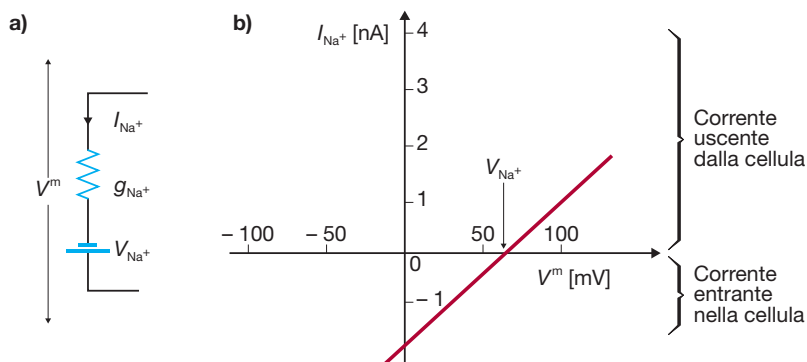 a)
V^m
I_Na+
g_Na+
V_Na+
b)
I_Na+ [nA]
4
3
2
1
V_Na+
– 100
– 50
0
50
100
V^m [mV]
– 1
Corrente
uscente
dalla cellula
Corrente
entrante
nella cellula